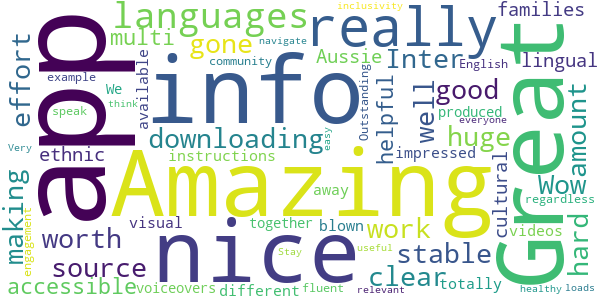 app
languages
really
inclusivity
families
multi
gone
navigate
Aussie
Inter
English
lingual
effort
example
We
available
community
info
Outstanding
good
Great
think
speak
helpful
well
produced
huge
everyone
amount
Very
downloading
easy
ethnic
instructions
impressed
cultural
Wow
regardless
making
Amazing
away
engagement
worth
visual
together
blown
work
videos
hard
source
nice
Stay
useful
stable
clear
totally
accessible
voiceovers
different
fluent
relevant
healthy
loads